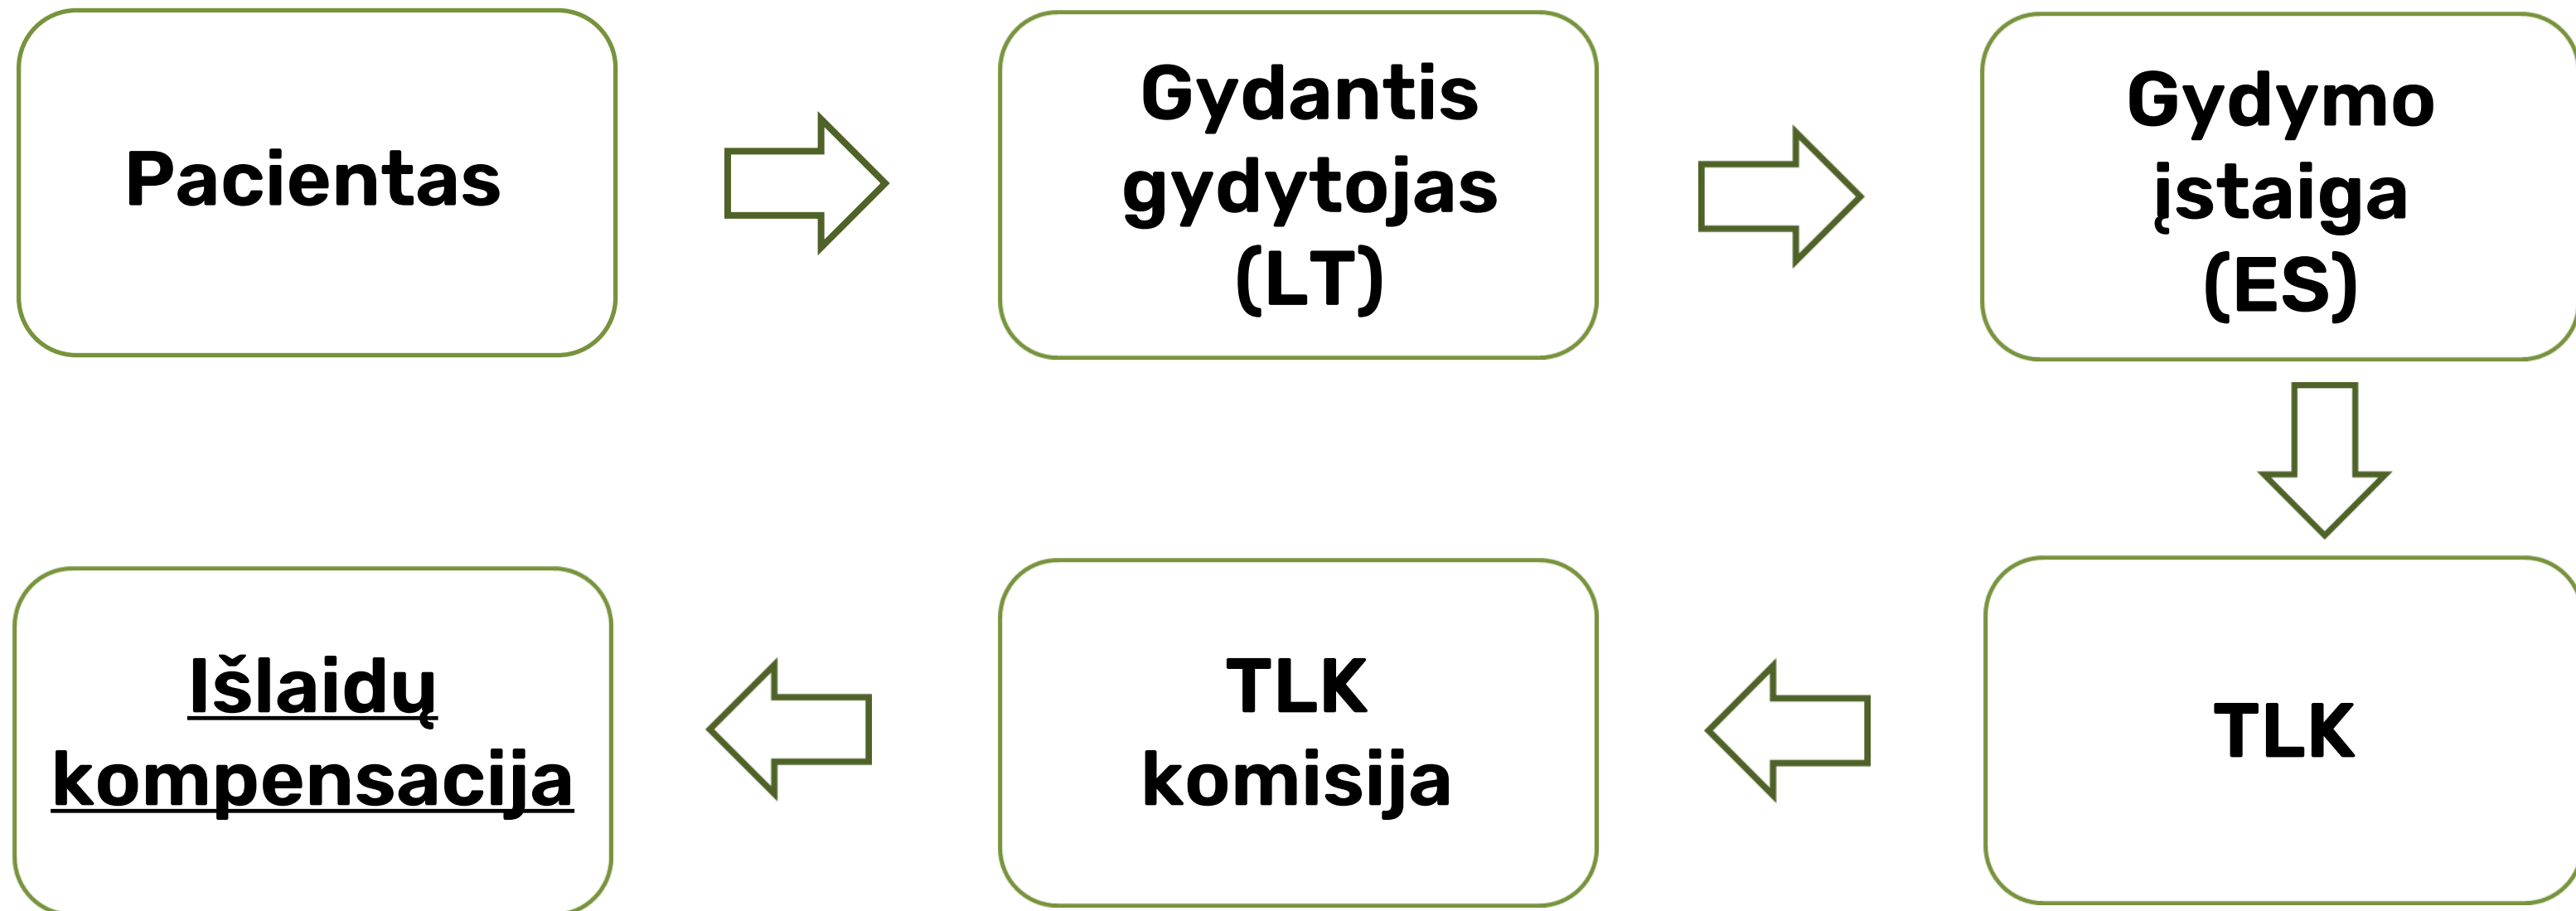 Pacientas
Gydantis
gydytojas
(LT)
Gydymo
įstaiga
(ES)
TLK
TLK
komisija
Išlaidų
kompensacija